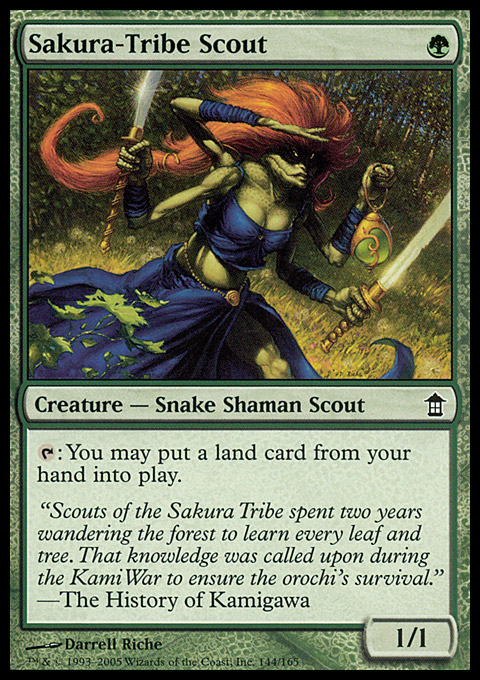 Sakura-Tribe Scout
Creature — Snake Shaman Scout
:You may put a land card from your
hand into play.
“Scouts of the Sakura Tribe spent two years
wandering the forest to learn every leaf and
tree. That knowledge was called upon during
the Kami War to ensure the orochi’s survival.”
—The History of Kamigawa
1/1
Darrell Riche
™ & © 1993–2005 Wizards of the Coast, Inc. 144/165